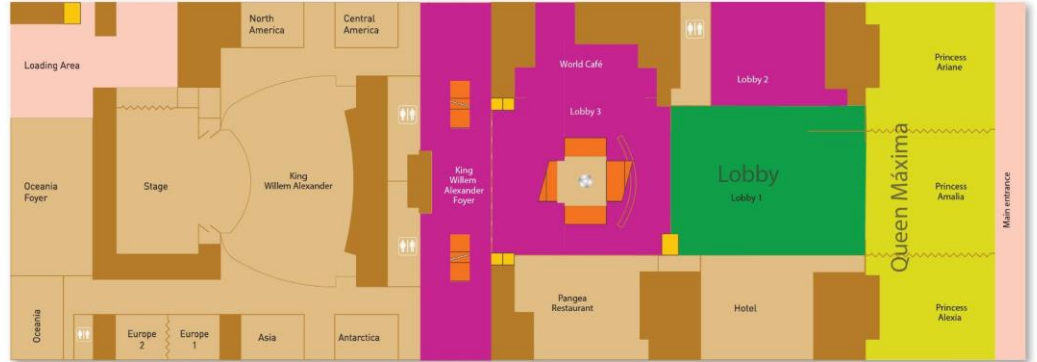 North
America
Central
America
Loading Area
World Café
Lobby 2
Princess
Ariane
Lobby 3
Oceania
Foyer
Stage
King
Willem Alexander
King
Willem
Alexander
Foyer
Lobby
Lobby 1
Queen Máxima
Princess
Amalia
Main entrance
Oceania
Europe
2
Europe
1
Asia
Antarctica
Pangea
Restaurant
Hotel
Princess
Alexia